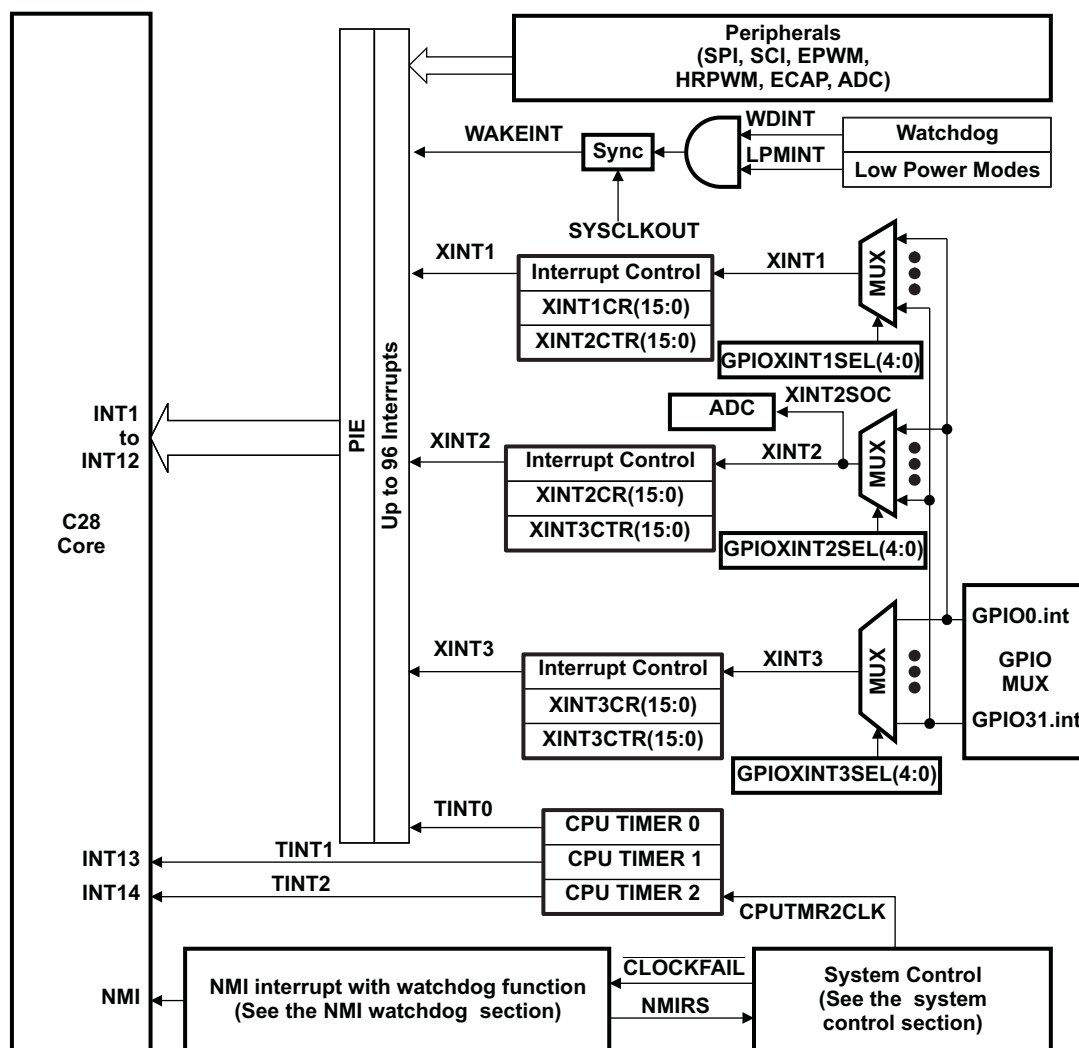 Peripherals
(SPI, SCI, EPWM,
HRPWM, ECAP, ADC)
WDINT
Watchdog
WAKEINT
Sync
LPMINT
Low Power Modes
SYSCLKOUT
XINT1
Interrupt Control
XINT1
MUX
XINT1CR(15:0)
XINT2CTR(15:0)
GPIOXINT1SEL(4:0)
XINT2SOC
ADC
INT1
to
INT12
PIE
Up to 96 Interrupts
XINT2
Interrupt Control
XINT2
MUX
XINT2CR(15:0)
XINT3CTR(15:0)
GPIOXINT2SEL(4:0)
C28
Core
GPIO0.int
XINT3
Interrupt Control
XINT3
MUX
GPIO
MUX
XINT3CR(15:0)
XINT3CTR(15:0)
GPIO31.int
GPIOXINT3SEL(4:0)
TINT0
CPU TIMER 0
INT13
TINT1
CPU TIMER 1
INT14
TINT2
CPU TIMER 2
CPUTMR2CLK
NMI
NMI interrupt with watchdog function
(See the NMI watchdog section)
CLOCKFAIL
NMIRS
System Control
(See the system
control section)